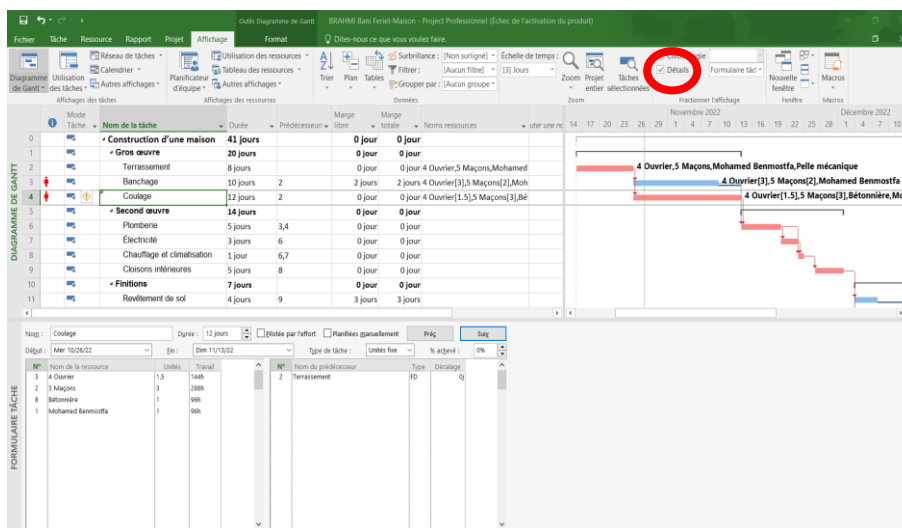 Outils Diagramme de Gantt BRAHMI Bani Feriel-Maison - Project Professionnel (Échec de l'activation du produit)
Fichier Tâche Ressource Rapport Projet Affichage Format Dites-nous ce que vous voulez faire.
Diagramme de Gantt
Utilisation des tâches
Réseau de tâches
Calendrier
Autres affichages
Affichages des tâches
Planificateur d'équipe
Utilisation des ressources
Tableau des ressources
Autres affichages
Affichages des ressources
Trier Plan Tables
Surbrillance : [Non surligné]
Filtrer : [Aucun filtre]
Grouper par : [Aucun groupe
Échelle de temps :
[3] Jours
Données
Zoom Projet entier Tâches sélectionnées
Zoom
Détails Formulaire tâc
Fractionner l'affichage
Nouvelle fenêtre
Fenêtre
Macros
Macros
Mode Tâche Nom de la tâche Durée Prédécesseurs Marge libre Marge totale Noms ressources uter une nc
Novembre 2022 Décembre 2022
14 17 20 23 26 29 1 4 7 10 13 16 19 22 25 28 1 4 7 10
0 Construction d'une maison 41 jours 0 jour 0 jour
1 Gros œuvre 20 jours 0 jour 0 jour
2 Terrassement 8 jours 0 jour 0 jour 4 Ouvrier,5 Maçons,Mohamed
4 Ouvrier,5 Maçons,Mohamed Benmostfa,Pelle mécanique
3 Banchage 10 jours 2 2 jours 2 jours 4 Ouvrier[3],5 Maçons[2],Moh
4 Ouvrier[3],5 Maçons[2],Mohamed Benmostfa
4 Coulage 12 jours 2 0 jour 0 jour 4 Ouvrier[1.5],5 Maçons[3],Bé
4 Ouvrier[1.5],5 Maçons[3],Bétonnière,Mo
5 Second œuvre 14 jours 0 jour 0 jour
6 Plomberie 5 jours 3,4 0 jour 0 jour
7 Électricité 3 jours 6 0 jour 0 jour
8 Chauffage et climatisation 1 jour 6,7 0 jour 0 jour
9 Cloisons intérieures 5 jours 8 0 jour 0 jour
10 Finitions 7 jours 0 jour 0 jour
11 Revêtement de sol 4 jours 9 3 jours 3 jours
DIAGRAMME DE GANTT
Nom : Coulage Durée : 12 jours Pilotée par l'effort Planifiées manuellement Préc Suiv
Début : Mer 10/26/22 Fin : Dim 11/13/22 Type de tâche : Unités fixe % achevé : 0%
N° Nom de la ressource Unités Travail
3 4 Ouvrier 1.5 144h
2 5 Maçons 3 288h
8 Bétonnière 1 96h
1 Mohamed Benmostfa 1 96h
N° Nom du prédécesseur Type Décalage
2 Terrassement FD 0j
FORMULAIRE TÂCHE